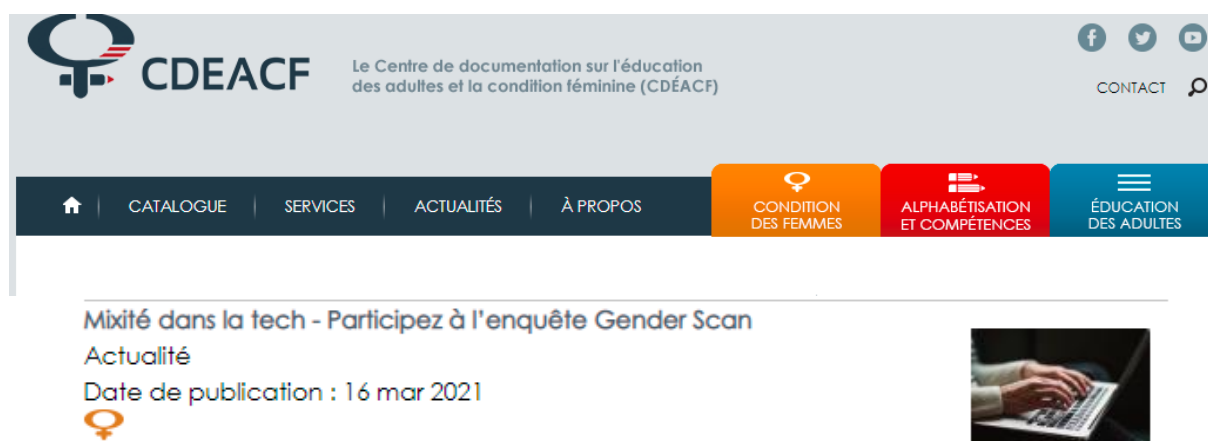 CDEACF
Le Centre de documentation sur l'éducation
des adultes et la condition féminine (CDÉACF)
CONTACT
CATALOGUE
SERVICES
ACTUALITÉS
À PROPOS
CONDITION
DES FEMMES
ALPHABÉTISATION
ET COMPÉTENCES
ÉDUCATION
DES ADULTES
Mixité dans la tech - Participez à l’enquête Gender Scan
Actualité
Date de publication : 16 mar 2021